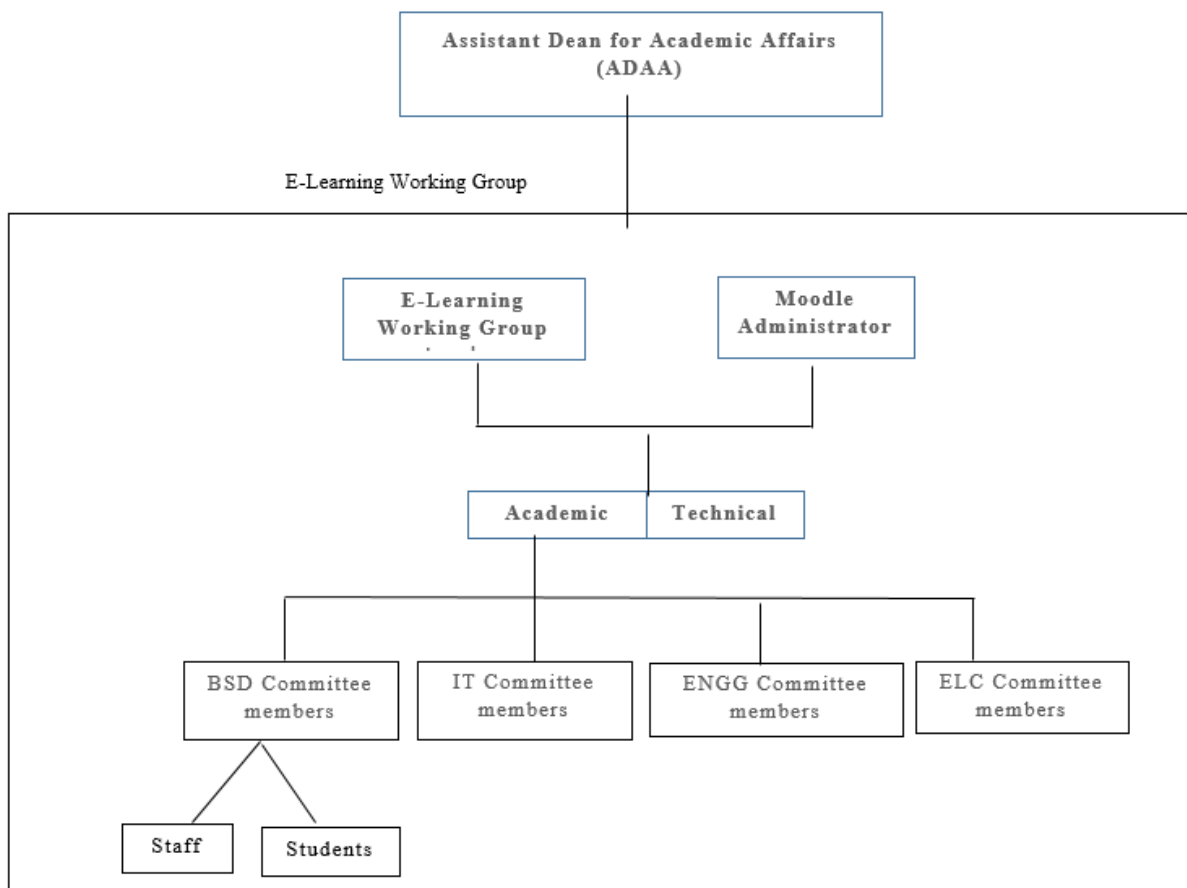 Assistant Dean for Academic Affairs
(ADAA)
E-Learning Working Group
E-Learning
Working Group
Moodle
Administrator
Academic
Technical
BSD Committee
members
IT Committee
members
ENGG Committee
members
ELC Committee
members
Staff
Students